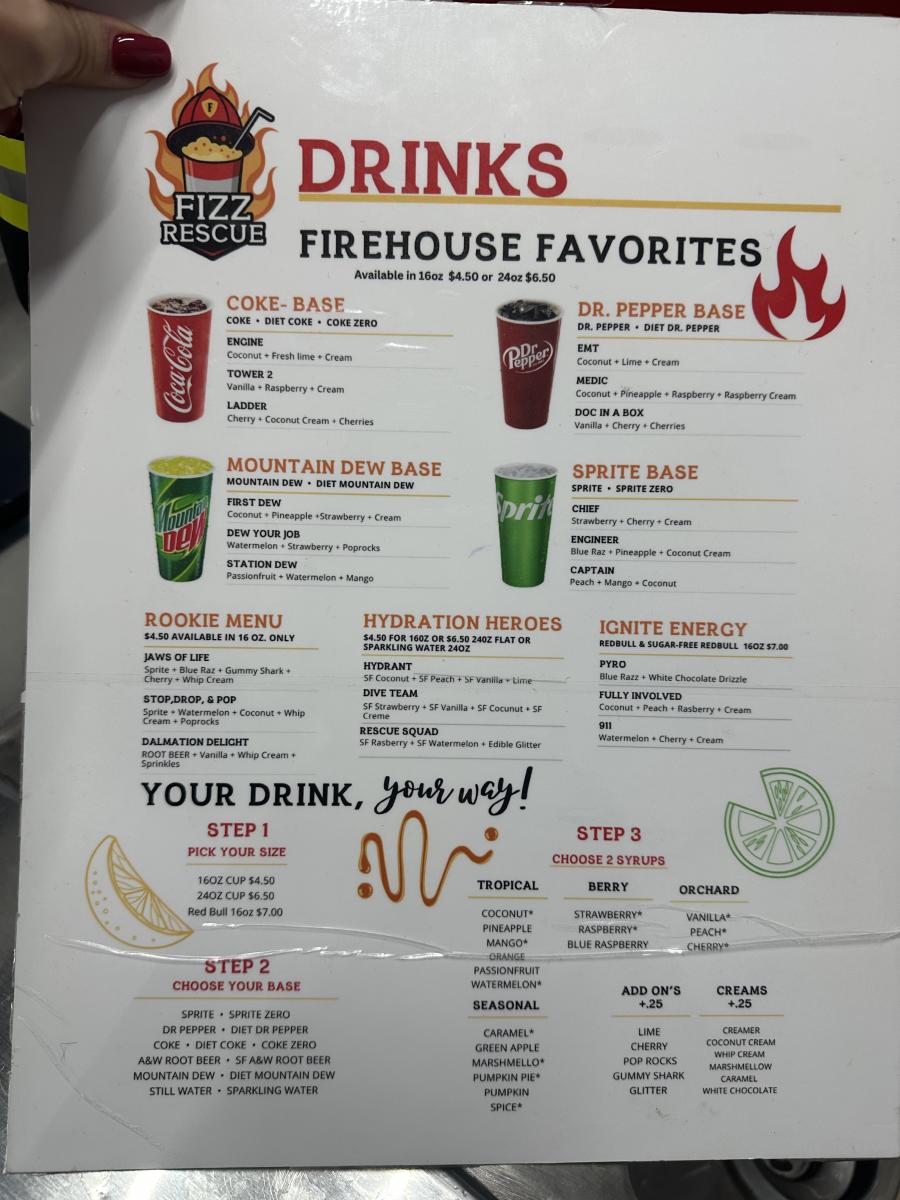 F
FIZZ
RESCUE
DRINKS
FIREHOUSE FAVORITES
Available in 16oz $4.50 or 24oz $6.50
Coca-Cola
COKE- BASE
COKE • DIET COKE • COKE ZERO
ENGINE
Coconut + Fresh lime + Cream
TOWER 2
Vanilla + Raspberry + Cream
LADDER
Cherry + Coconut Cream + Cherries
Dr Pepper
DR. PEPPER BASE
DR. PEPPER • DIET DR. PEPPER
EMT
Coconut + Lime + Cream
MEDIC
Coconut + Pineapple + Raspberry + Raspberry Cream
DOC IN A BOX
Vanilla + Cherry + Cherries
Mountain
DEW
MOUNTAIN DEW BASE
MOUNTAIN DEW • DIET MOUNTAIN DEW
FIRST DEW
Coconut + Pineapple +Strawberry + Cream
DEW YOUR JOB
Watermelon + Strawberry + Poprocks
STATION DEW
Passionfruit + Watermelon + Mango
Sprite
SPRITE BASE
SPRITE • SPRITE ZERO
CHIEF
Strawberry + Cherry + Cream
ENGINEER
Blue Raz + Pineapple + Coconut Cream
CAPTAIN
Peach + Mango + Coconut
ROOKIE MENU
$4.50 AVAILABLE IN 16 OZ. ONLY
JAWS OF LIFE
Sprite + Blue Raz + Gummy Shark +
Cherry + Whip Cream
STOP,DROP, & POP
Sprite + Watermelon + Coconut + Whip
Cream + Poprocks
DALMATION DELIGHT
ROOT BEER + Vanilla + Whip Cream +
Sprinkles
HYDRATION HEROES
$4.50 FOR 16OZ OR $6.50 24OZ FLAT OR
SPARKLING WATER 24OZ
HYDRANT
SF Coconut + SF Peach + SF Vanilla + Lime
DIVE TEAM
SF Strawberry + SF Vanilla + SF Cocunut + SF
Creme
RESCUE SQUAD
SF Rasberry + SF Watermelon + Edible Glitter
IGNITE ENERGY
REDBULL & SUGAR-FREE REDBULL 16OZ $7.00
PYRO
Blue Razz + White Chocolate Drizzle
FULLY INVOLVED
Coconut + Peach + Rasberry + Cream
911
Watermelon + Cherry + Cream
YOUR DRINK, your way!
STEP 1
PICK YOUR SIZE
16OZ CUP $4.50
24OZ CUP $6.50
Red Bull 16oz $7.00
STEP 2
CHOOSE YOUR BASE
SPRITE • SPRITE ZERO
DR PEPPER • DIET DR PEPPER
COKE • DIET COKE • COKE ZERO
A&W ROOT BEER • SF A&W ROOT BEER
MOUNTAIN DEW • DIET MOUNTAIN DEW
STILL WATER • SPARKLING WATER
STEP 3
CHOOSE 2 SYRUPS
TROPICAL
COCONUT*
PINEAPPLE
MANGO*
ORANGE
PASSIONFRUIT
WATERMELON*
BERRY
STRAWBERRY*
RASPBERRY*
BLUE RASPBERRY
ORCHARD
VANILLA*
PEACH*
CHERRY*
SEASONAL
CARAMEL*
GREEN APPLE
MARSHMELLO*
PUMPKIN PIE*
PUMPKIN
SPICE*
ADD ON'S
+.25
LIME
CHERRY
POP ROCKS
GUMMY SHARK
GLITTER
CREAMS
+.25
CREAMER
COCONUT CREAM
WHIP CREAM
MARSHMELLOW
CARAMEL
WHITE CHOCOLATE